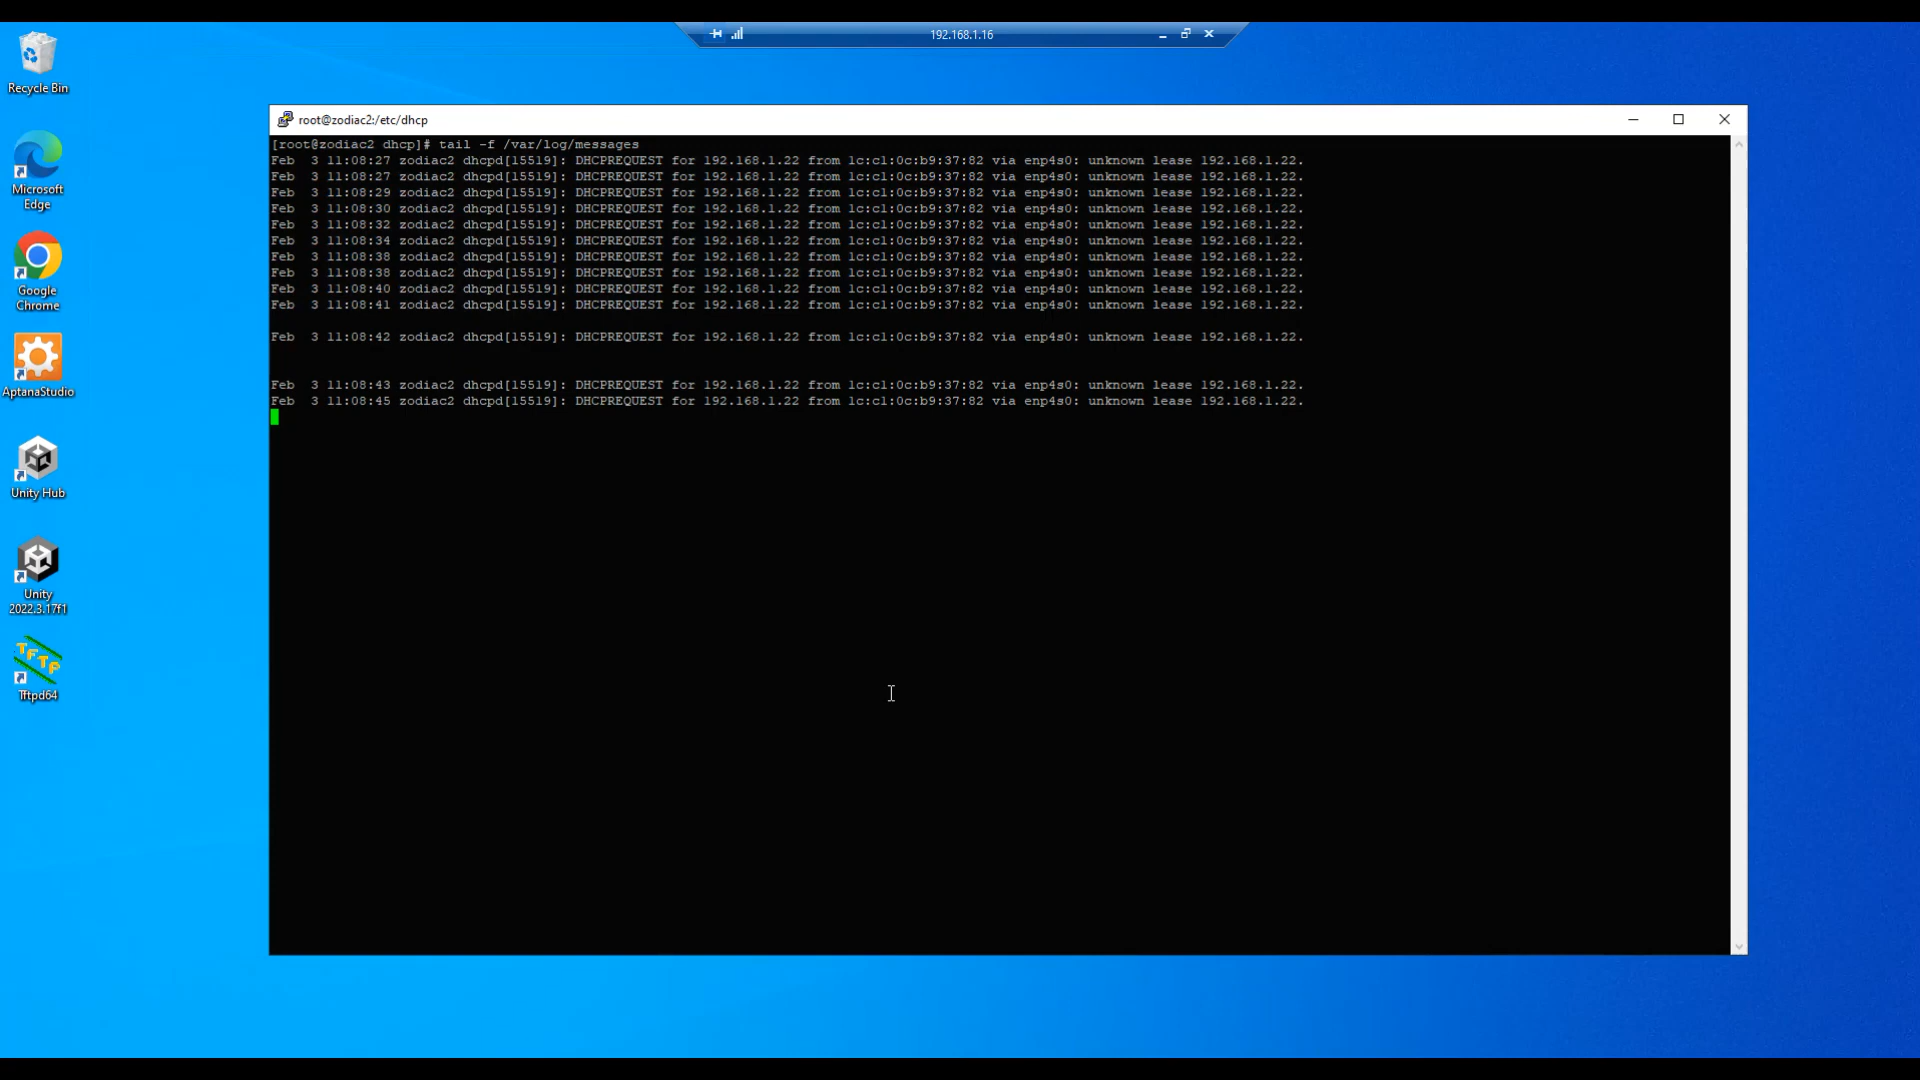 192.168.1.16
Recycle Bin
Microsoft
Edge
Google
Chrome
AptanaStudio
Unity Hub
Unity
2022.3.17f1
TFTP
Tftpd64
root@zodiac2:/etc/dhcp
[root@zodiac2 dhcp]# tail -f /var/log/messages
Feb  3 11:08:27 zodiac2 dhcpd[15519]: DHCPREQUEST for 192.168.1.22 from 1c:c1:0c:b9:37:82 via enp4s0: unknown lease 192.168.1.22.
Feb  3 11:08:27 zodiac2 dhcpd[15519]: DHCPREQUEST for 192.168.1.22 from 1c:c1:0c:b9:37:82 via enp4s0: unknown lease 192.168.1.22.
Feb  3 11:08:29 zodiac2 dhcpd[15519]: DHCPREQUEST for 192.168.1.22 from 1c:c1:0c:b9:37:82 via enp4s0: unknown lease 192.168.1.22.
Feb  3 11:08:30 zodiac2 dhcpd[15519]: DHCPREQUEST for 192.168.1.22 from 1c:c1:0c:b9:37:82 via enp4s0: unknown lease 192.168.1.22.
Feb  3 11:08:32 zodiac2 dhcpd[15519]: DHCPREQUEST for 192.168.1.22 from 1c:c1:0c:b9:37:82 via enp4s0: unknown lease 192.168.1.22.
Feb  3 11:08:34 zodiac2 dhcpd[15519]: DHCPREQUEST for 192.168.1.22 from 1c:c1:0c:b9:37:82 via enp4s0: unknown lease 192.168.1.22.
Feb  3 11:08:38 zodiac2 dhcpd[15519]: DHCPREQUEST for 192.168.1.22 from 1c:c1:0c:b9:37:82 via enp4s0: unknown lease 192.168.1.22.
Feb  3 11:08:38 zodiac2 dhcpd[15519]: DHCPREQUEST for 192.168.1.22 from 1c:c1:0c:b9:37:82 via enp4s0: unknown lease 192.168.1.22.
Feb  3 11:08:40 zodiac2 dhcpd[15519]: DHCPREQUEST for 192.168.1.22 from 1c:c1:0c:b9:37:82 via enp4s0: unknown lease 192.168.1.22.
Feb  3 11:08:41 zodiac2 dhcpd[15519]: DHCPREQUEST for 192.168.1.22 from 1c:c1:0c:b9:37:82 via enp4s0: unknown lease 192.168.1.22.
Feb  3 11:08:42 zodiac2 dhcpd[15519]: DHCPREQUEST for 192.168.1.22 from 1c:c1:0c:b9:37:82 via enp4s0: unknown lease 192.168.1.22.
Feb  3 11:08:43 zodiac2 dhcpd[15519]: DHCPREQUEST for 192.168.1.22 from 1c:c1:0c:b9:37:82 via enp4s0: unknown lease 192.168.1.22.
Feb  3 11:08:45 zodiac2 dhcpd[15519]: DHCPREQUEST for 192.168.1.22 from 1c:c1:0c:b9:37:82 via enp4s0: unknown lease 192.168.1.22.